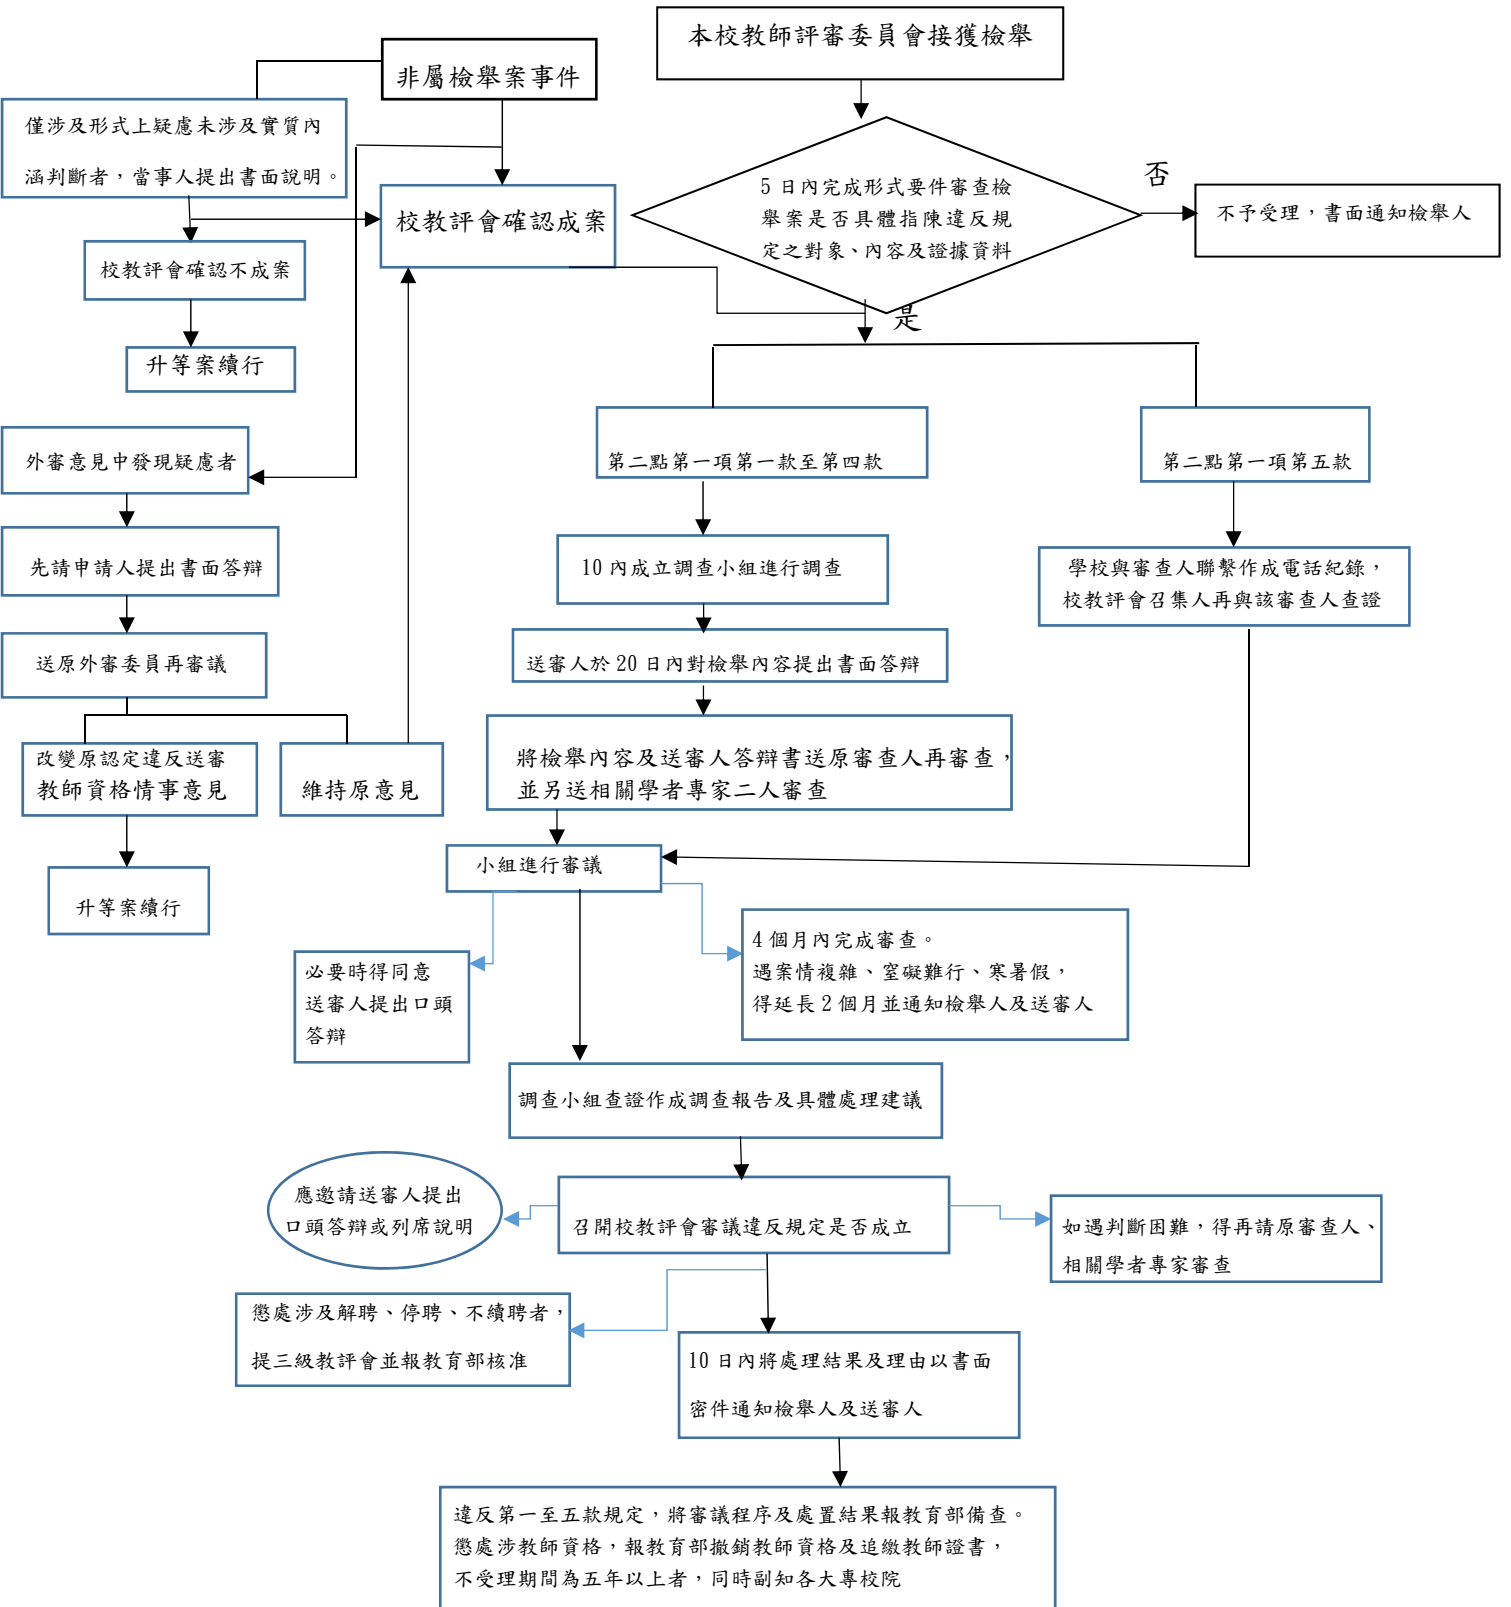 本校教師評審委員會接獲檢舉
非屬檢舉案事件
僅涉及形式上疑慮未涉及實質內
涵判斷者，當事人提出書面說明。
校教評會確認成案
5 日內完成形式要件審查檢
舉案是否具體指陳違反規
定之對象、內容及證據資料
否
不予受理，書面通知檢舉人
校教評會確認不成案
是
升等案續行
外審意見中發現疑慮者
第二點第一項第一款至第四款
第二點第一項第五款
先請申請人提出書面答辯
10 內成立調查小組進行調查
學校與審查人聯繫作成電話紀錄，
校教評會召集人再與該審查人查證
送原外審委員再審議
送審人於 20 日內對檢舉內容提出書面答辯
改變原認定違反送審
教師資格情事意見
維持原意見
將檢舉內容及送審人答辯書送原審查人再審查，
並另送相關學者專家二人審查
小組進行審議
升等案續行
必要時得同意
送審人提出口頭
答辯
4 個月內完成審查。
遇案情複雜、窒礙難行、寒暑假，
得延長 2 個月並通知檢舉人及送審人
調查小組查證作成調查報告及具體處理建議
應邀請送審人提出
口頭答辯或列席說明
召開校教評會審議違反規定是否成立
如遇判斷困難，得再請原審查人、
相關學者專家審查
懲處涉及解聘、停聘、不續聘者，
提三級教評會並報教育部核准
10 日內將處理結果及理由以書面
密件通知檢舉人及送審人
違反第一至五款規定，將審議程序及處置結果報教育部備查。
懲處涉教師資格，報教育部撤銷教師資格及追繳教師證書，
不受理期間為五年以上者，同時副知各大專校院